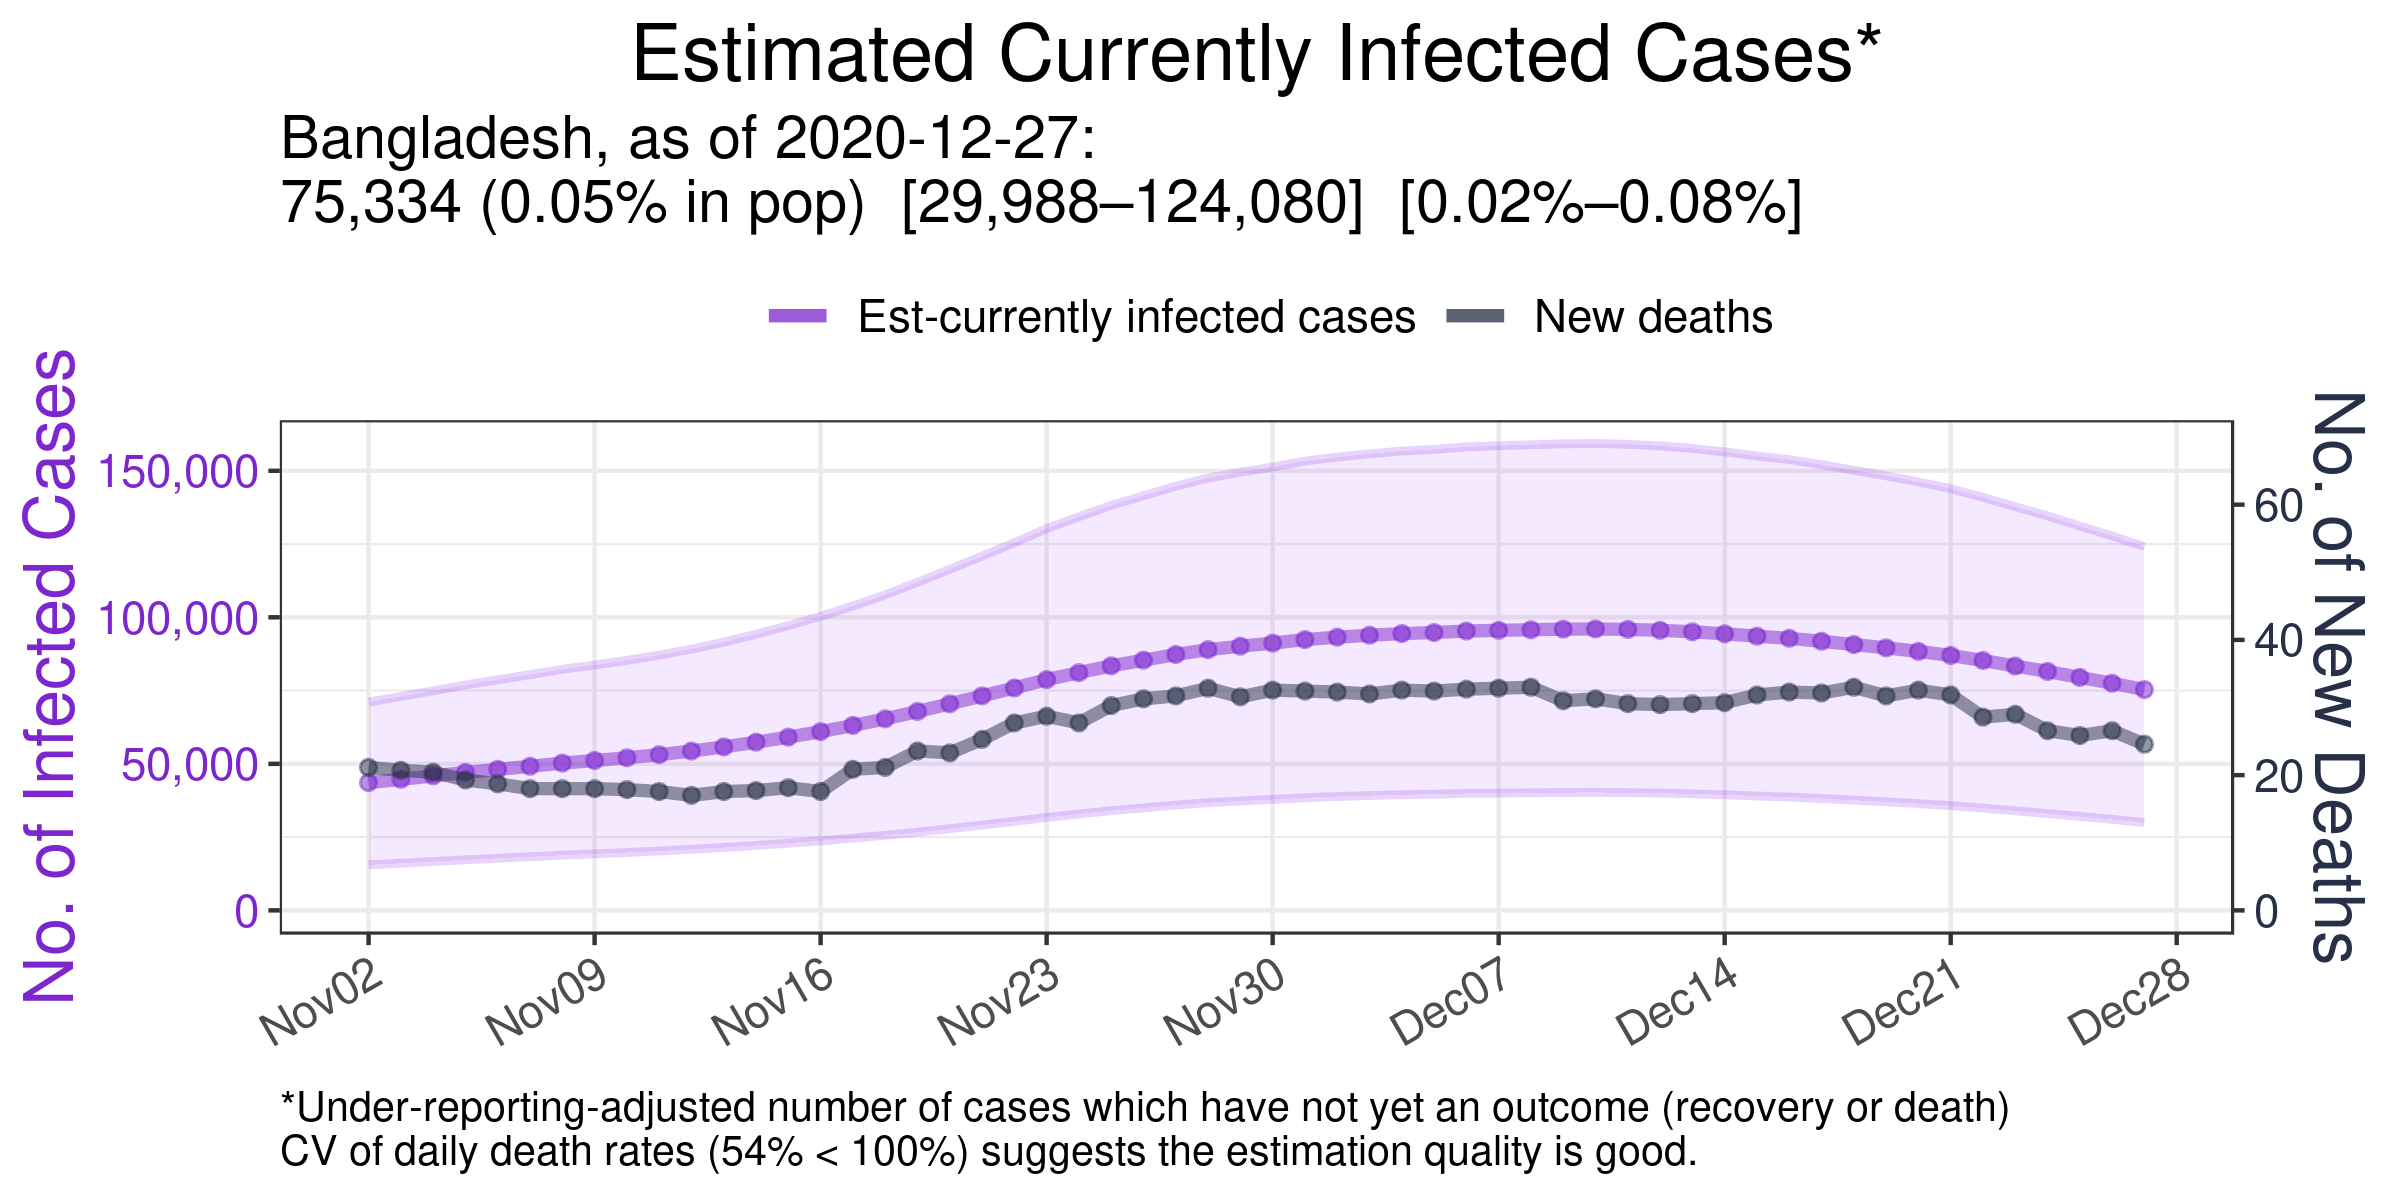 Estimated Currently Infected Cases*
Bangladesh, as of 2020-12-27:
75,334 (0.05% in pop)  [29,988–124,080]  [0.02%–0.08%]
Est-currently infected cases
New deaths
No. of Infected Cases
150,000
100,000
50,000
0
60
40
20
0
No. of New Deaths
Nov02
Nov09
Nov16
Nov23
Nov30
Dec07
Dec14
Dec21
Dec28
*Under-reporting-adjusted number of cases which have not yet an outcome (recovery or death)
CV of daily death rates (54% < 100%) suggests the estimation quality is good.